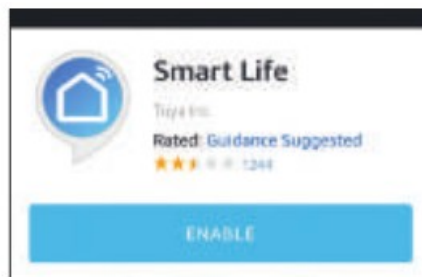 Smart Life
Tuya Inc.
Rated: Guidance Suggested
1244
ENABLE